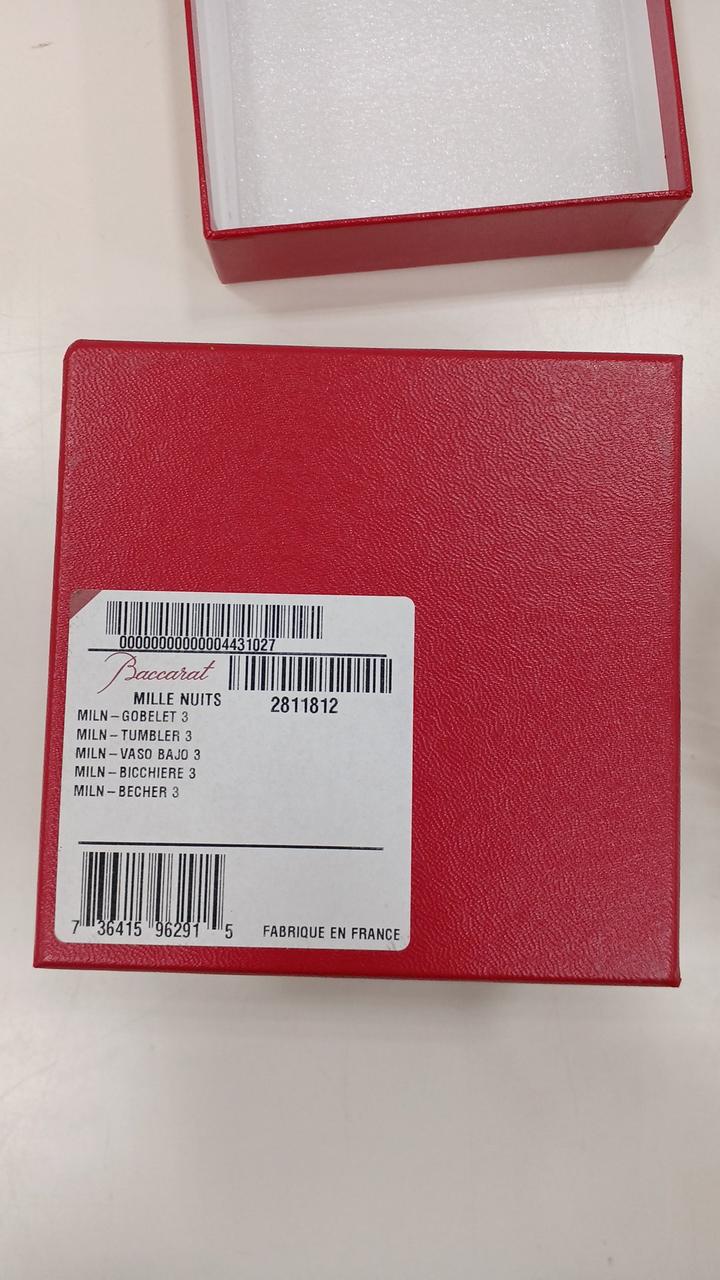 00000000000004431027
Baccarat
MILLE NUITS
2811812
MILN-GOBELET 3
MILN-TUMBLER 3
MILN-VASO BAJO 3
MILN-BICCHIERE 3
MILN-BECHER 3
7 36415 96291 5
FABRIQUE EN FRANCE